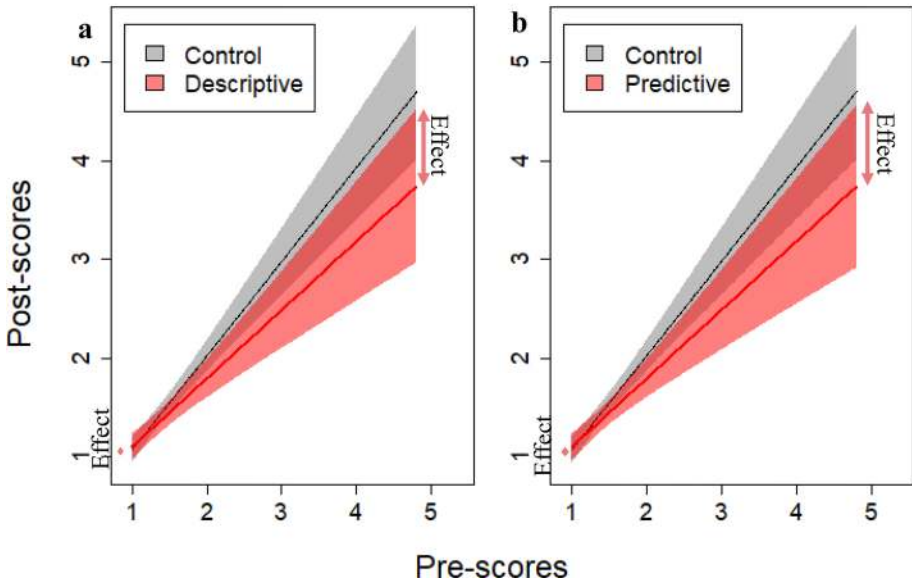 a
Control
Descriptive
Effect
Effect
5
4
3
2
1
1 2 3 4 5
b
Control
Predictive
Effect
Effect
5
4
3
2
1
1 2 3 4 5
Post-scores
Pre-scores